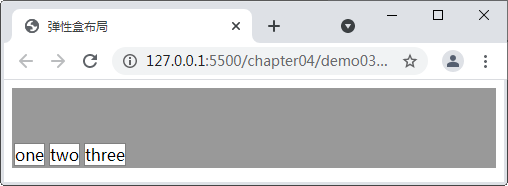 弹性盒布局
127.0.0.1:5500/chapter04/demo03...
one two three